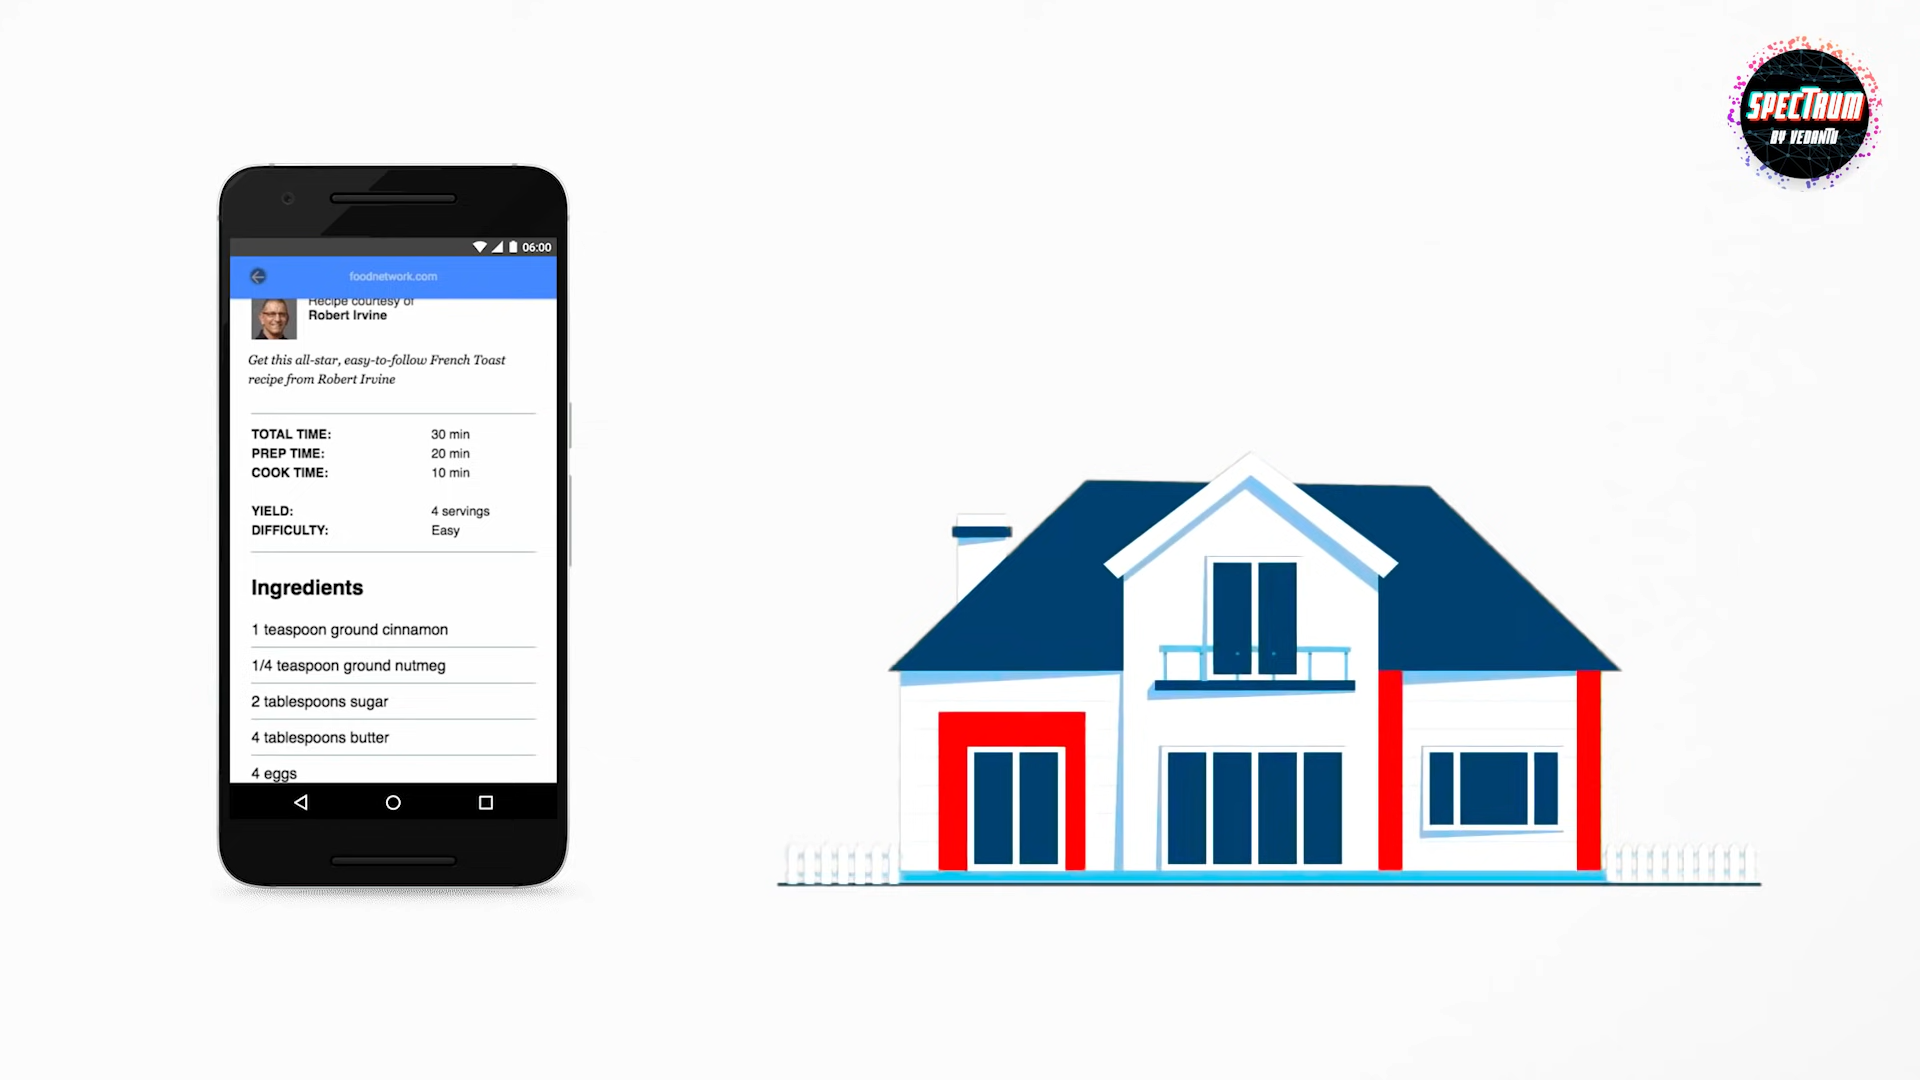 SPECTRUM
BY VEDANTU
06:00
foodnetwork.com
Recipe courtesy of
Robert Irvine
Get this all-star, easy-to-follow French Toast
recipe from Robert Irvine
TOTAL TIME: 30 min
PREP TIME: 20 min
COOK TIME: 10 min
YIELD: 4 servings
DIFFICULTY: Easy
Ingredients
1 teaspoon ground cinnamon
1/4 teaspoon ground nutmeg
2 tablespoons sugar
4 tablespoons butter
4 eggs